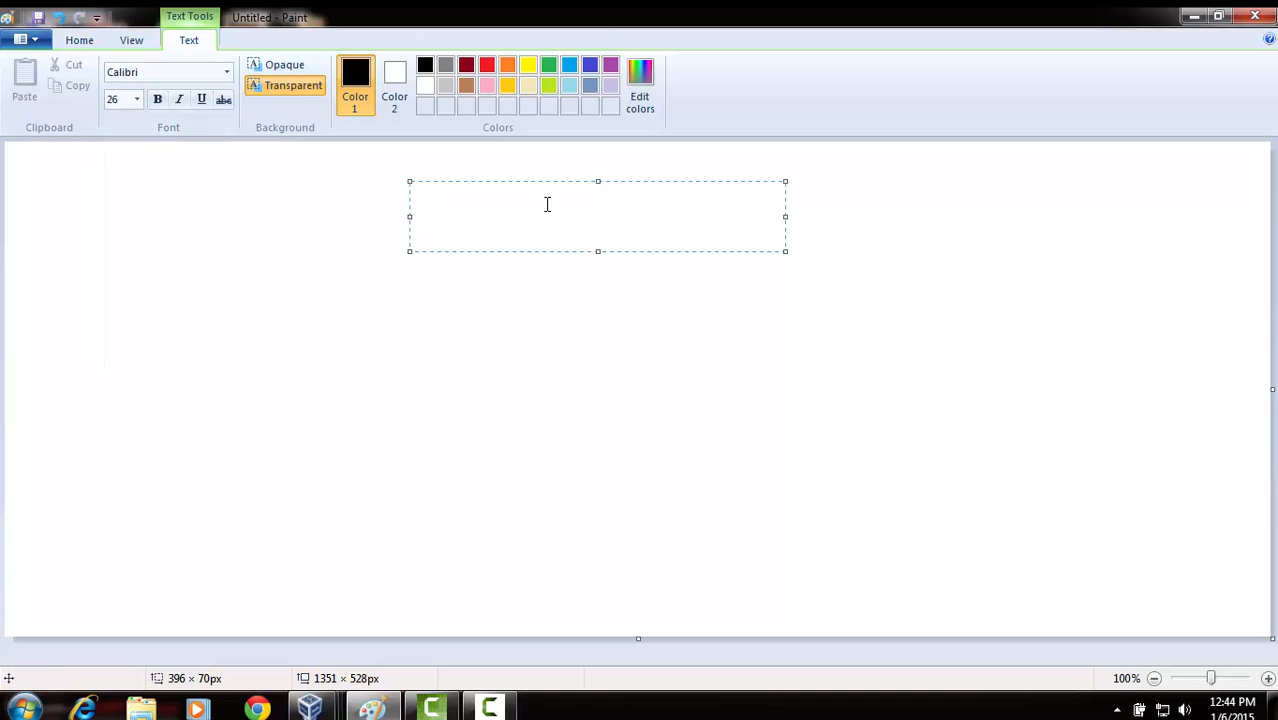 Text Tools Untitled - Paint
Home View Text
Paste Cut Copy Clipboard
Calibri
26 B I U abc
Font
Opaque
Transparent
Background
Color 1 Color 2
Edit colors
Colors
396 × 70px 1351 × 528px 100%
12:44 PM
1/6/2015